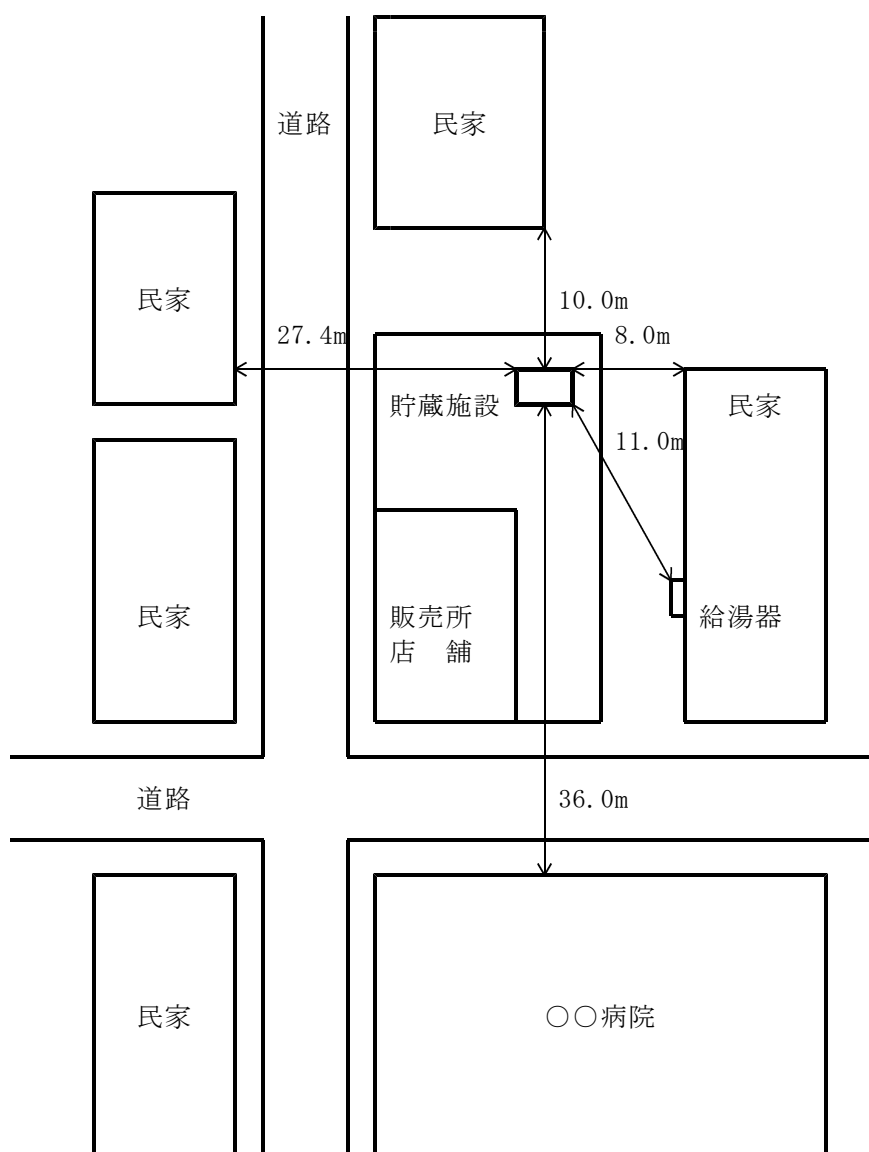 道路
民家
民家
10.0m
27.4m
8.0m
貯蔵施設
民家
11.0m
民家
販売所
店　舗
給湯器
道路
36.0m
民家
〇〇病院